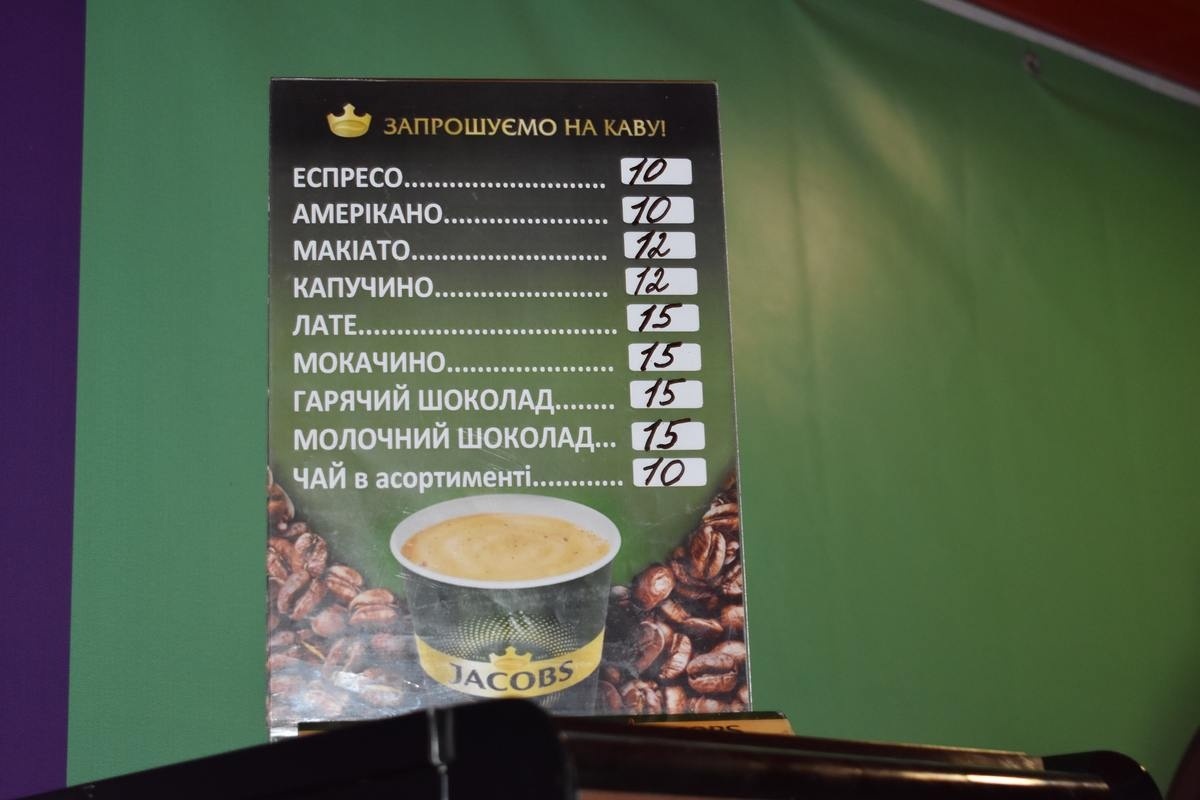 ЗАПРОШУЄМО НА КАВУ!
ЕСПРЕСО.......................... 10
АМЕРІКАНО..................... 10
МАКІАТО......................... 12
КАПУЧИНО...................... 12
ЛАТЕ................................. 15
МОКАЧИНО...................... 15
ГАРЯЧИЙ ШОКОЛАД........ 15
МОЛОЧНИЙ ШОКОЛАД... 15
ЧАЙ в асортименті............ 10
JACOBS